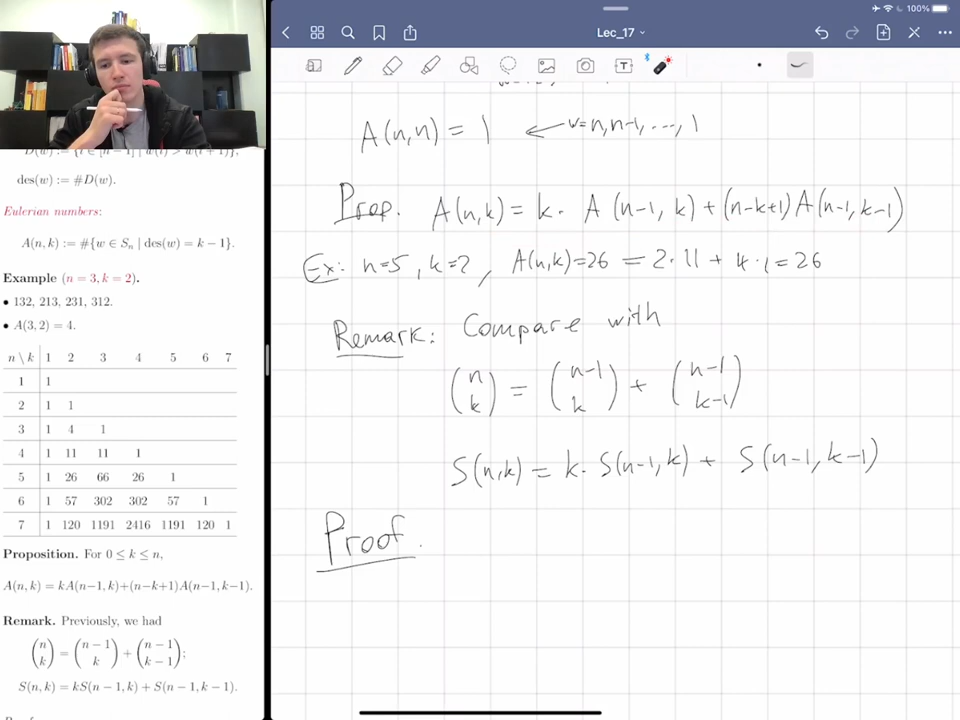 100%
Lec_17
A(n,n) = 1 ← w=n,n-1,...,1
Prop. A(n,k) = k· A(n-1,k) + (n-k+1) A(n-1,k-1)
Ex: n=5, k=2, A(n,k)=26 = 2·11 + 4·1 = 26
Remark: Compare with
(n k) = (n-1 k) + (n-1 k-1)
S(n,k) = k· S(n-1,k) + S(n-1,k-1)
Proof.
D(w) := {i ∈ [n − 1] | w(i) > w(i + 1)},
des(w) := #D(w).
Eulerian numbers:
A(n, k) := #{w ∈ Sₙ | des(w) = k − 1}.
Example (n = 3, k = 2).
• 132, 213, 231, 312.
• A(3, 2) = 4.
n \ k 1 2 3 4 5 6 7
1 1
2 1 1
3 1 4 1
4 1 11 11 1
5 1 26 66 26 1
6 1 57 302 302 57 1
7 1 120 1191 2416 1191 120 1
Proposition. For 0 ≤ k ≤ n,
A(n, k) = kA(n−1, k)+(n−k+1)A(n−1, k−1).
Remark. Previously, we had
(n k) = (n − 1 k) + (n − 1 k − 1);
S(n, k) = kS(n − 1, k) + S(n − 1, k − 1).